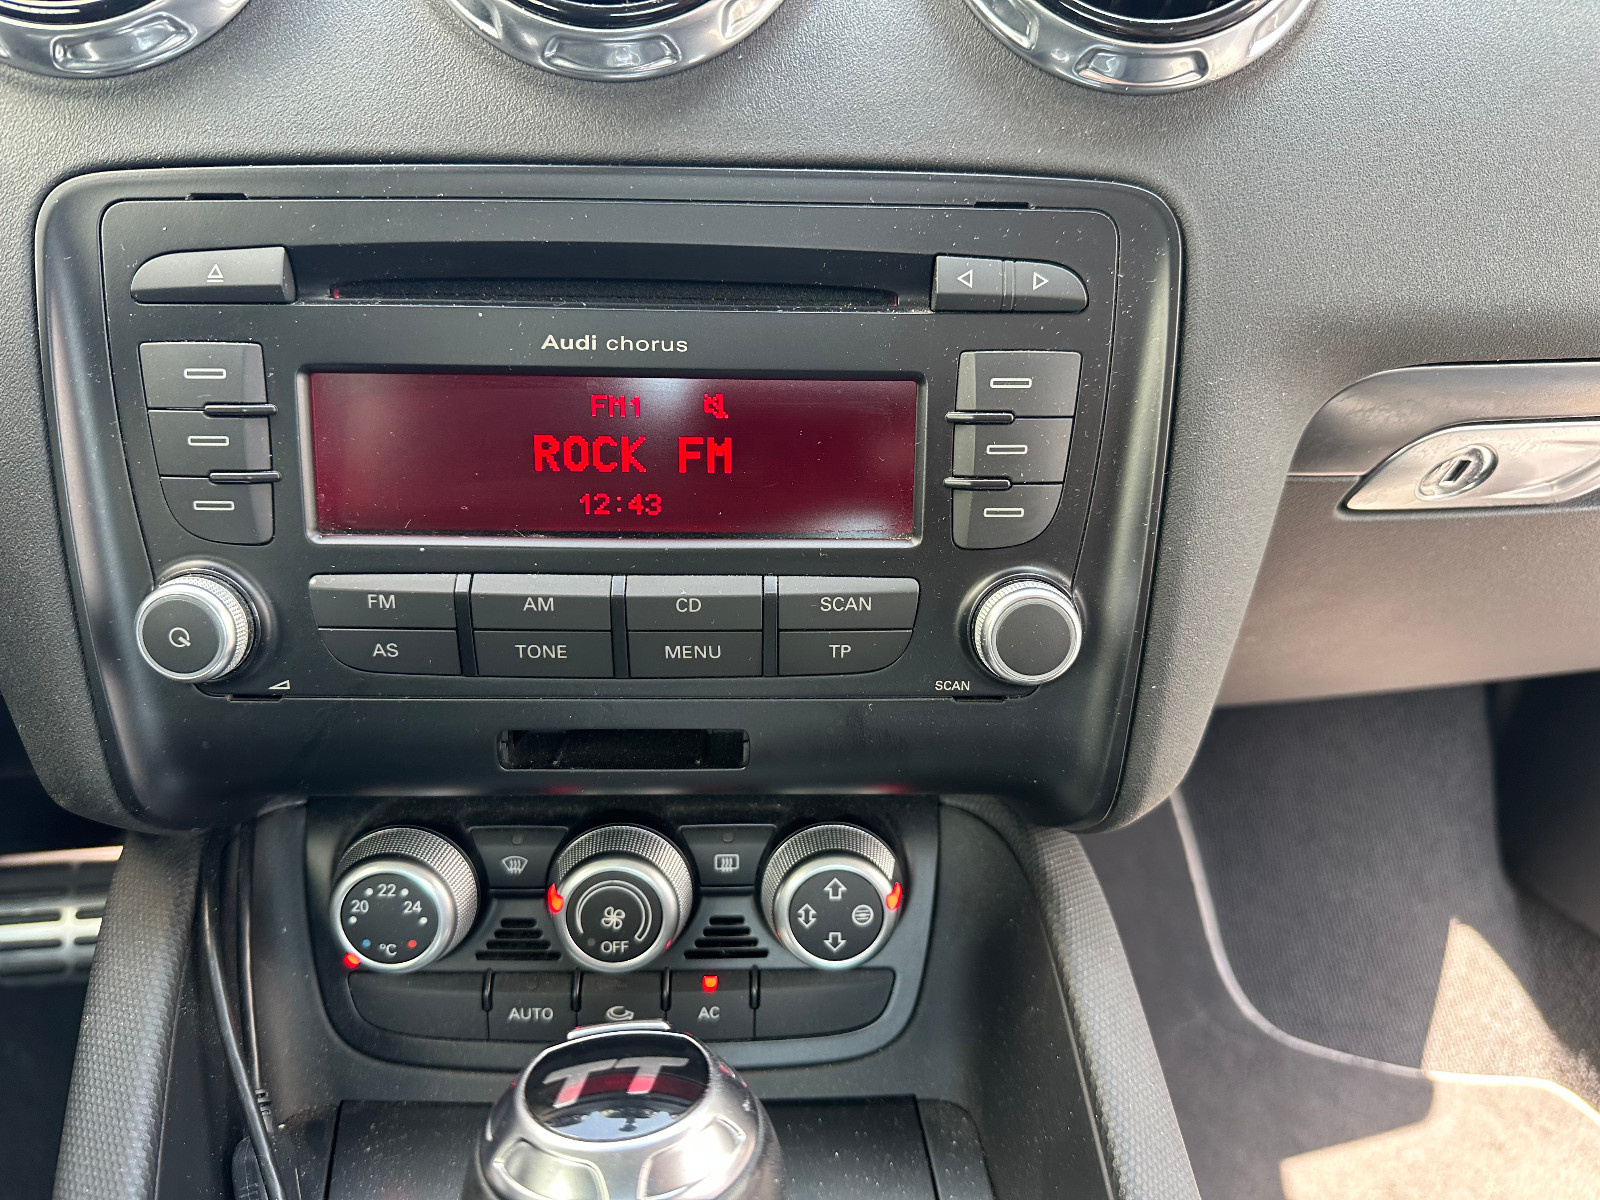 Audi chorus
FM1
ROCK FM
12:43
FM
AM
CD
SCAN
AS
TONE
MENU
TP
SCAN
20
22
24
°C
OFF
AUTO
AC
TT